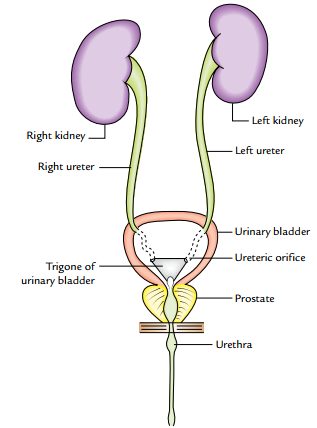 Left kidney
Right kidney
Left ureter
Right ureter
Urinary bladder
Ureteric orifice
Trigone of
urinary bladder
Prostate
Urethra